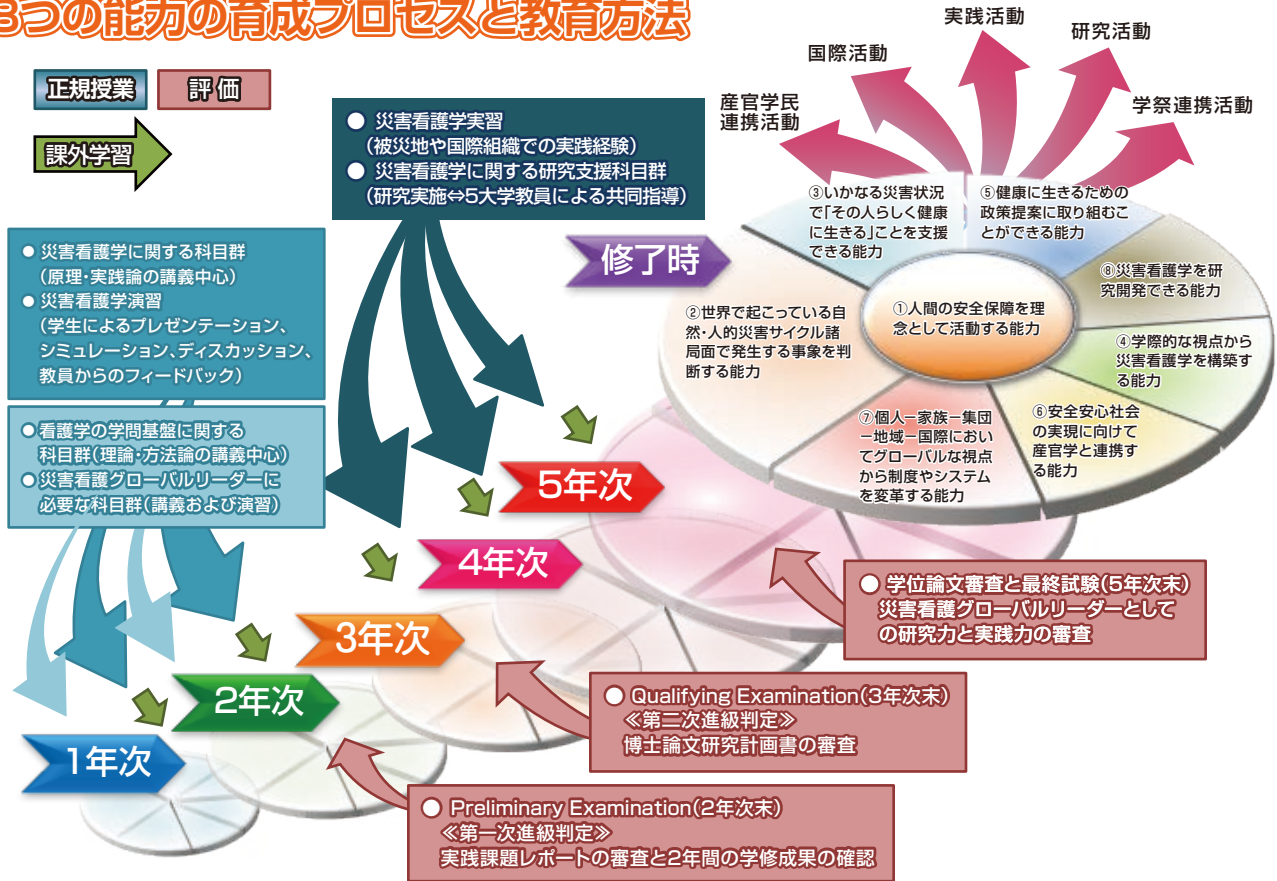 つの能力の育成プロセスと教育方法
正規授業
評価
課外学習
産官学民
連携活動
国際活動
実践活動
研究活動
学祭連携活動
● 災害看護学実習
(被災地や国際組織での実践経験)
● 災害看護学に関する研究支援科目群
(研究実施⇔5大学教員による共同指導)
● 災害看護学に関する科目群
(原理・実践論の講義中心)
● 災害看護学演習
(学生によるプレゼンテーション、
シミュレーション、ディスカッション、
教員からのフィードバック)
● 看護学の学問基盤に関する
科目群(理論・方法論の講義中心)
● 災害看護グローバルリーダーに
必要な科目群(講義および演習)
修了時
③いかなる災害状況
で「その人らしく健康
に生きる」ことを支援
できる能力
⑤健康に生きるための
政策提案に取り組むこ
とができる能力
⑧災害看護学を研
究開発できる能力
①人間の安全保障を理
念として活動する能力
②世界で起こっている自
然・人的災害サイクル諸
局面で発生する事象を判
断する能力
④学際的な視点から
災害看護学を構築す
る能力
⑦個人−家族−集団
−地域−国際におい
てグローバルな視点
から制度やシステム
を変革する能力
⑥安全安心社会
の実現に向けて
産官学と連携す
る能力
5年次
4年次
3年次
2年次
1年次
● 学位論文審査と最終試験(5年次末)
災害看護グローバルリーダーとして
の研究力と実践力の審査
● Qualifying Examination(3年次末)
≪第二次進級判定≫
博士論文研究計画書の審査
● Preliminary Examination(2年次末)
≪第一次進級判定≫
実践課題レポートの審査と2年間の学修成果の確認